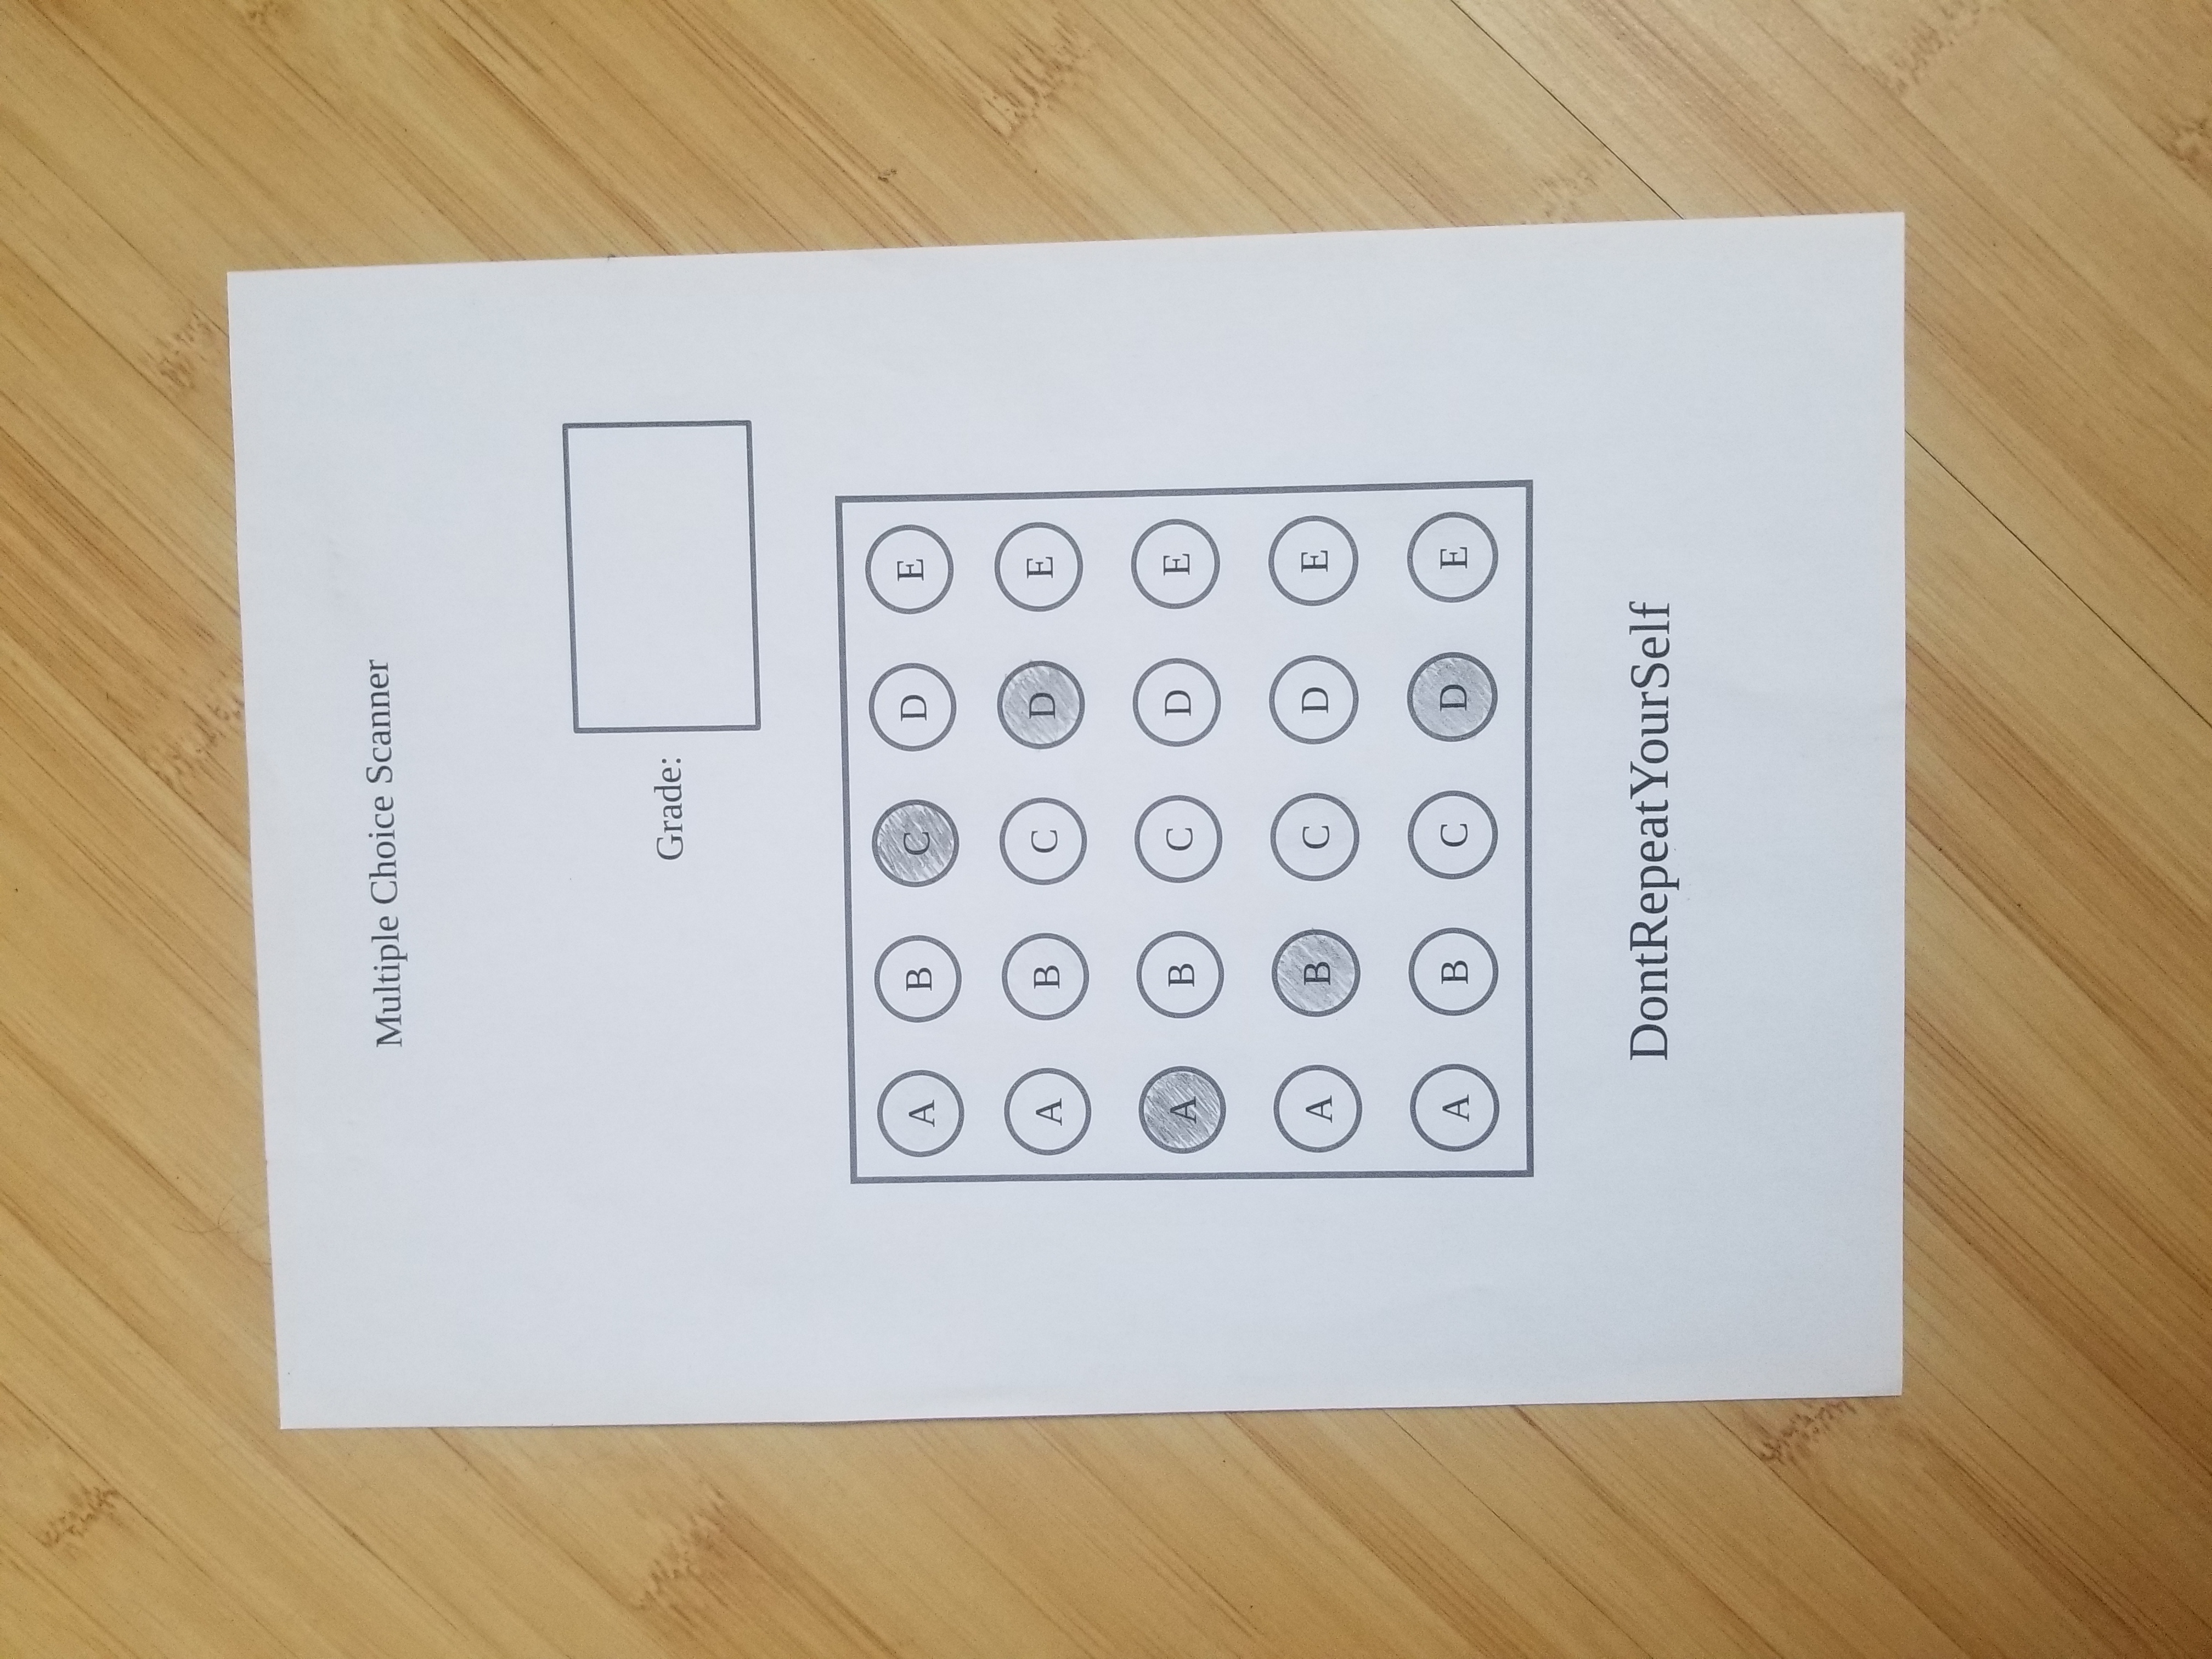 Multiple Choice Scanner
Grade:
A B C D E
A B C D E
A B C D E
A B C D E
A B C D E
DontRepeatYourSelf